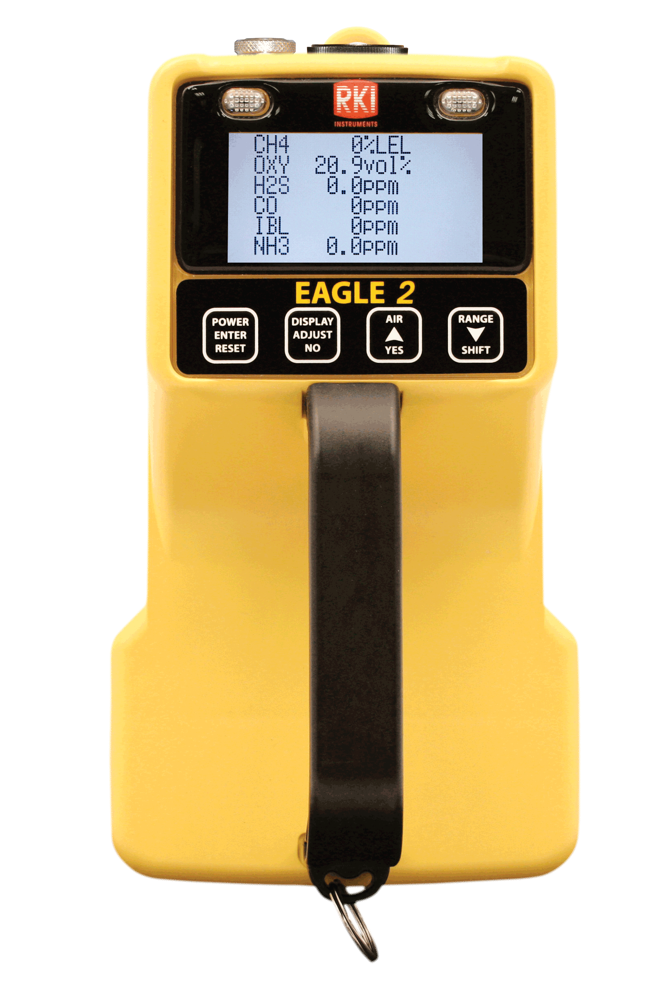 RKI
INSTRUMENTS
CH4 0%LEL
OXY 20.9vol%
H2S 0.0ppm
CO 0ppm
IBL 0ppm
NH3 0.0ppm
EAGLE 2
POWER
ENTER
RESET
DISPLAY
ADJUST
NO
AIR
YES
RANGE
SHIFT